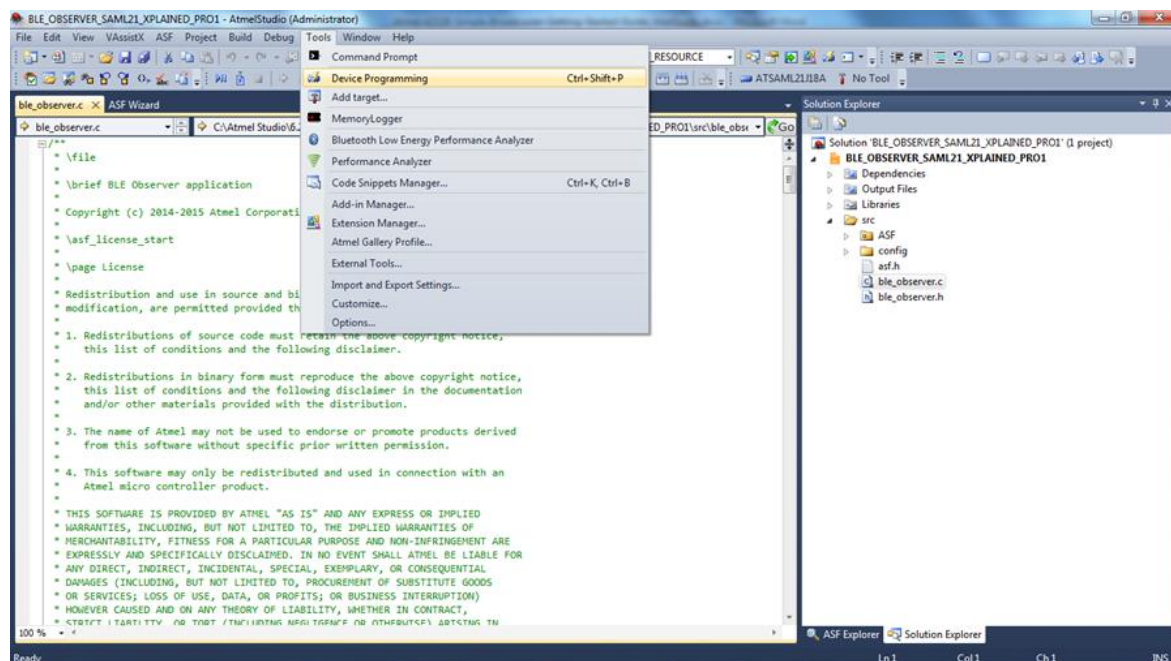 BLE_OBSERVER_SAML21_XPLAINED_PRO1 - AtmelStudio (Administrator)
File Edit View VAssistX ASF Project Build Debug Tools Window Help
_RESOURCE
ATSAML21J18A No Tool
Command Prompt
Device Programming Ctrl+Shift+P
Add target...
MemoryLogger
Bluetooth Low Energy Performance Analyzer
Performance Analyzer
Code Snippets Manager... Ctrl+K, Ctrl+B
Add-in Manager...
Extension Manager...
Atmel Gallery Profile...
External Tools...
Import and Export Settings...
Customize...
Options...
ble_observer.c ASF Wizard
ble_observer.c C:\Atmel Studio\6. ED_PRO1\src\ble_obse Go
/**
* \file
*
* \brief BLE Observer application
*
* Copyright (c) 2014-2015 Atmel Corporati
*
* \asf_license_start
*
* \page License
*
* Redistribution and use in source and bi
* modification, are permitted provided th
*
* 1. Redistributions of source code must retain the above copyright notice,
* this list of conditions and the following disclaimer.
*
* 2. Redistributions in binary form must reproduce the above copyright notice,
* this list of conditions and the following disclaimer in the documentation
* and/or other materials provided with the distribution.
*
* 3. The name of Atmel may not be used to endorse or promote products derived
* from this software without specific prior written permission.
*
* 4. This software may only be redistributed and used in connection with an
* Atmel micro controller product.
*
* THIS SOFTWARE IS PROVIDED BY ATMEL "AS IS" AND ANY EXPRESS OR IMPLIED
* WARRANTIES, INCLUDING, BUT NOT LIMITED TO, THE IMPLIED WARRANTIES OF
* MERCHANTABILITY, FITNESS FOR A PARTICULAR PURPOSE AND NON-INFRINGEMENT ARE
* EXPRESSLY AND SPECIFICALLY DISCLAIMED. IN NO EVENT SHALL ATMEL BE LIABLE FOR
* ANY DIRECT, INDIRECT, INCIDENTAL, SPECIAL, EXEMPLARY, OR CONSEQUENTIAL
* DAMAGES (INCLUDING, BUT NOT LIMITED TO, PROCUREMENT OF SUBSTITUTE GOODS
* OR SERVICES; LOSS OF USE, DATA, OR PROFITS; OR BUSINESS INTERRUPTION)
* HOWEVER CAUSED AND ON ANY THEORY OF LIABILITY, WHETHER IN CONTRACT,
* STRICT LIABILITY, OR TORT (INCLUDING NEGLIGENCE OR OTHERWISE) ARISING IN
100 %
Solution Explorer
Solution 'BLE_OBSERVER_SAML21_XPLAINED_PRO1' (1 project)
BLE_OBSERVER_SAML21_XPLAINED_PRO1
Dependencies
Output Files
Libraries
src
ASF
config
asf.h
ble_observer.c
ble_observer.h
ASF Explorer Solution Explorer
Ready Ln 1 Col 1 Ch 1 INS